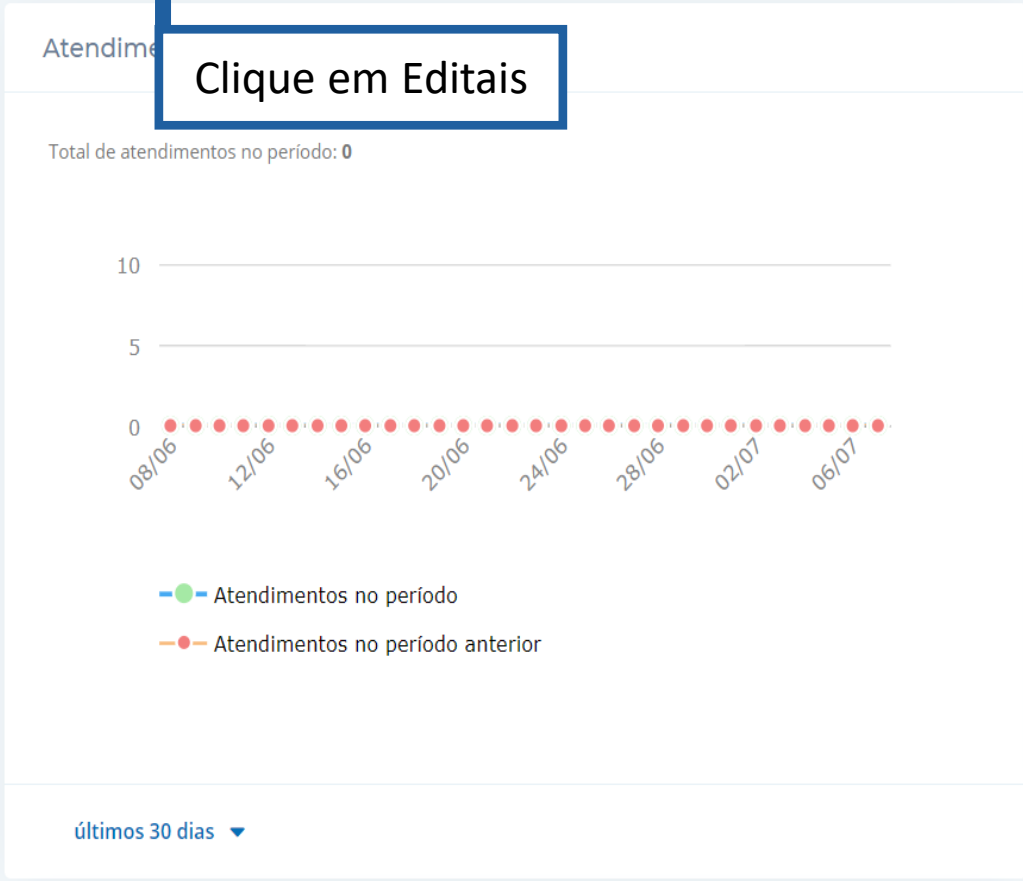 Atendime
Clique em Editais
Total de atendimentos no período: 0
10
5
0
08/06 12/06 16/06 20/06 24/06 28/06 02/07 06/07
Atendimentos no período
Atendimentos no período anterior
últimos 30 dias